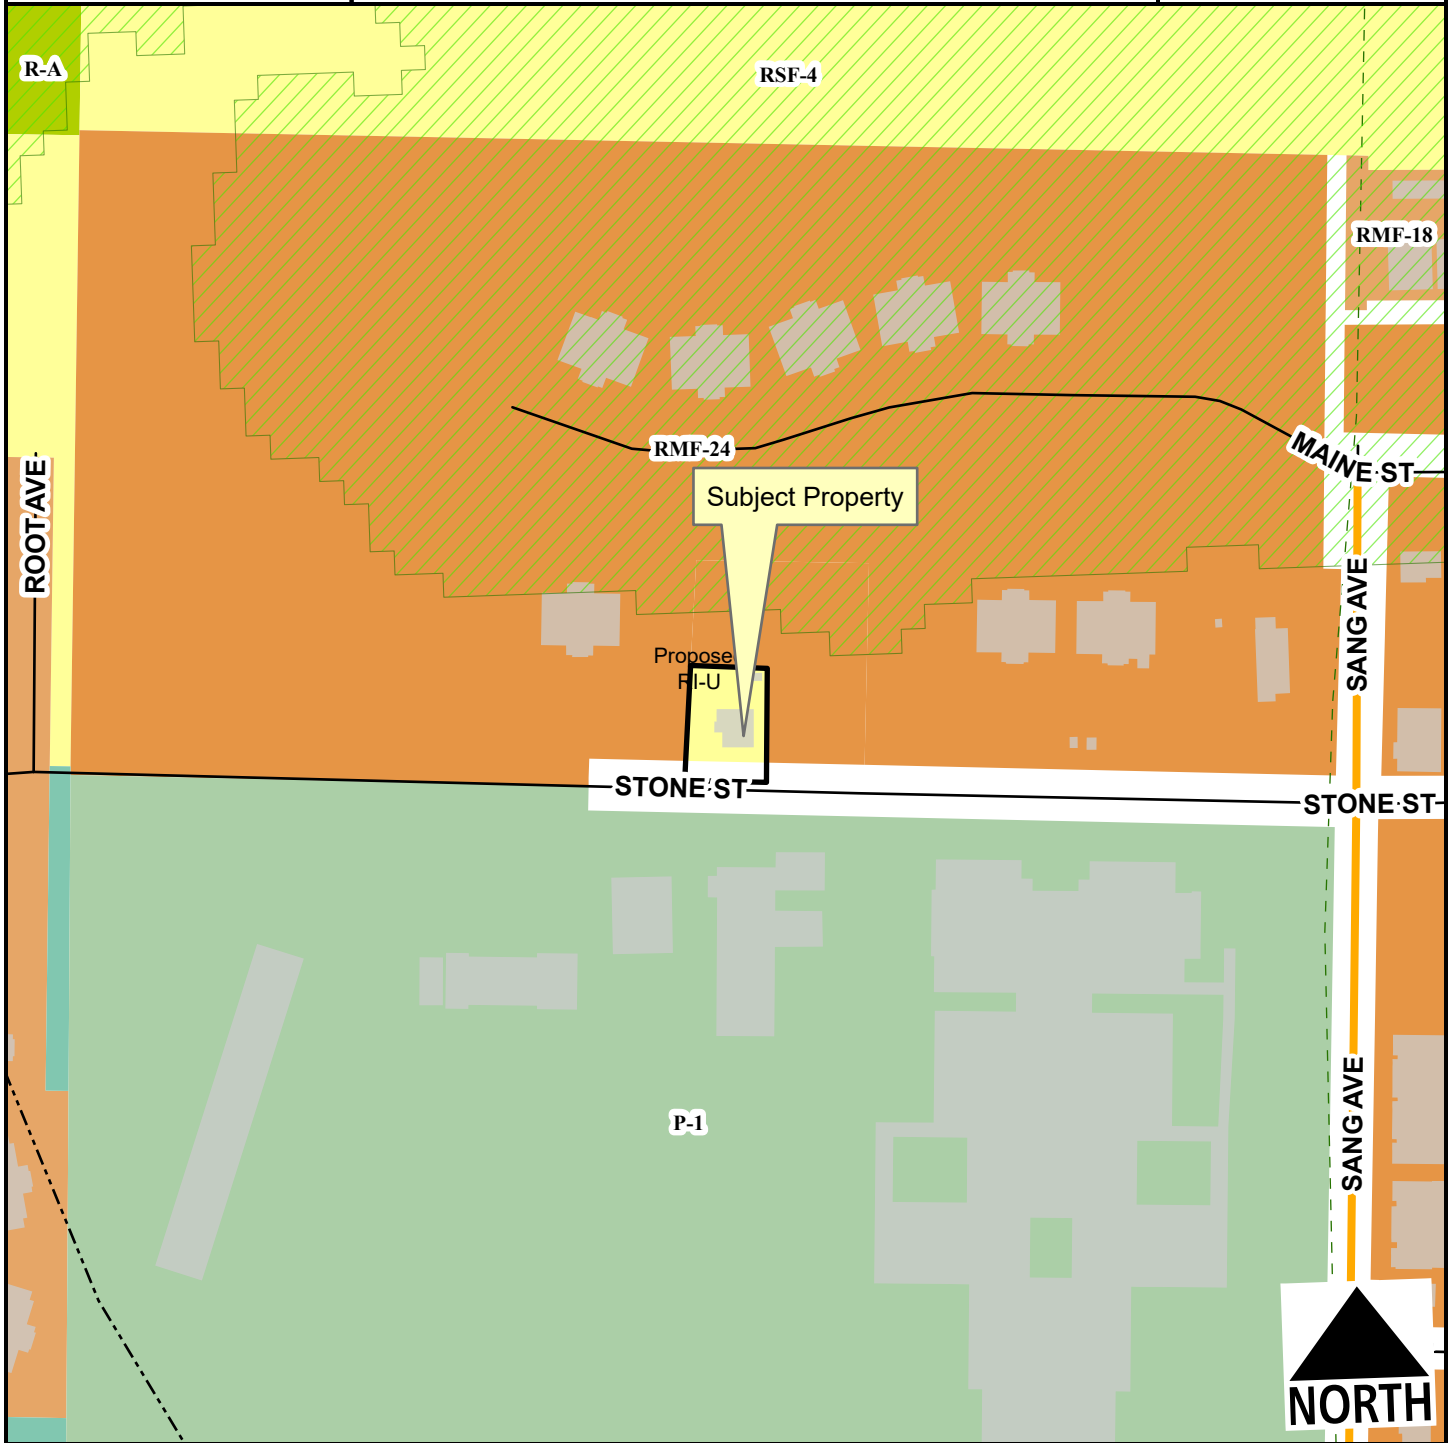 R-A
RSF-4
RMF-18
MAINE ST
RMF-24
Subject Property
ROOT AVE
SANG AVE
Propose
RI-U
STONE ST
STONE ST
SANG AVE
P-1
NORTH